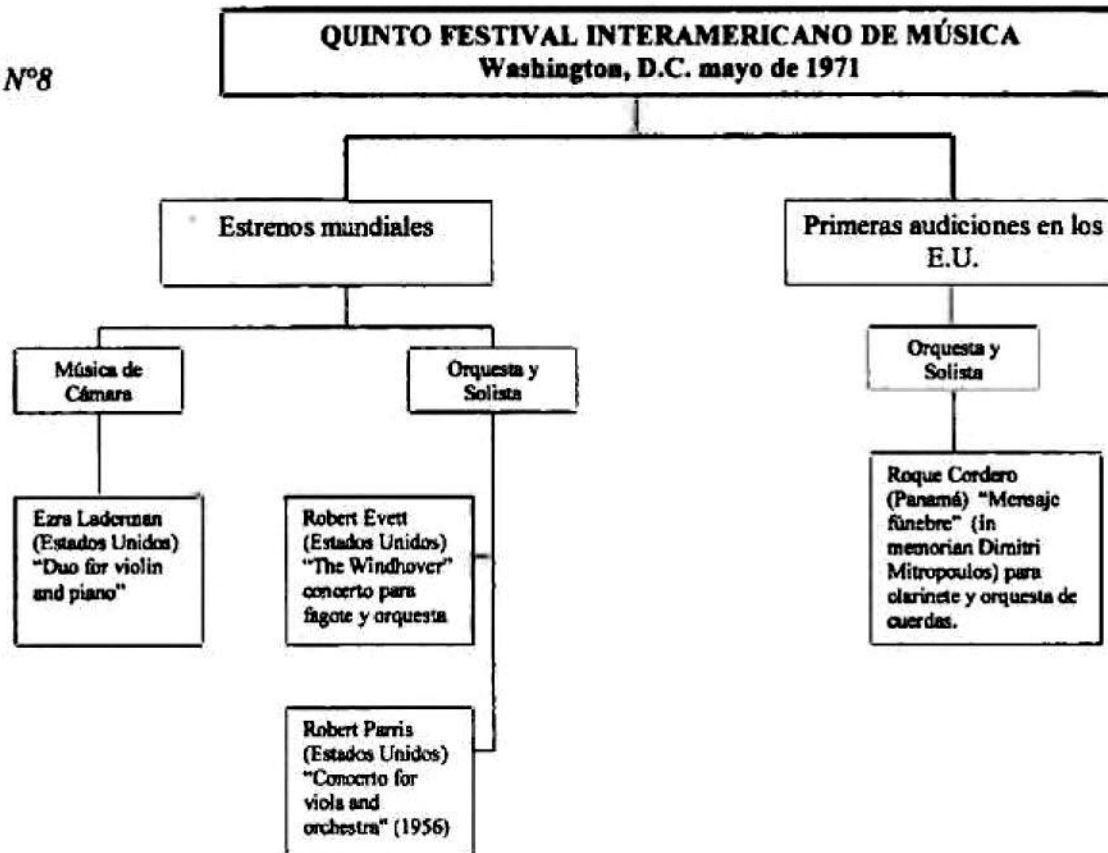 N°8
QUINTO FESTIVAL INTERAMERICANO DE MÚSICA
Washington, D.C. mayo de 1971
Estrenos mundiales
Primeras audiciones en los
E.U.
Música de
Cámara
Orquesta y
Solista
Orquesta y
Solista
Ezra Laderman
(Estados Unidos)
"Duo for violin
and piano"
Robert Evett
(Estados Unidos)
"The Windhover"
concerto para
fagote y orquesta
Roque Cordero
(Panamá) "Mensaje
fúnebre" (in
memorian Dimitri
Mitropoulos) para
clarinete y orquesta de
cuerdas.
Robert Parris
(Estados Unidos)
"Concerto for
viola and
orchestra" (1956)